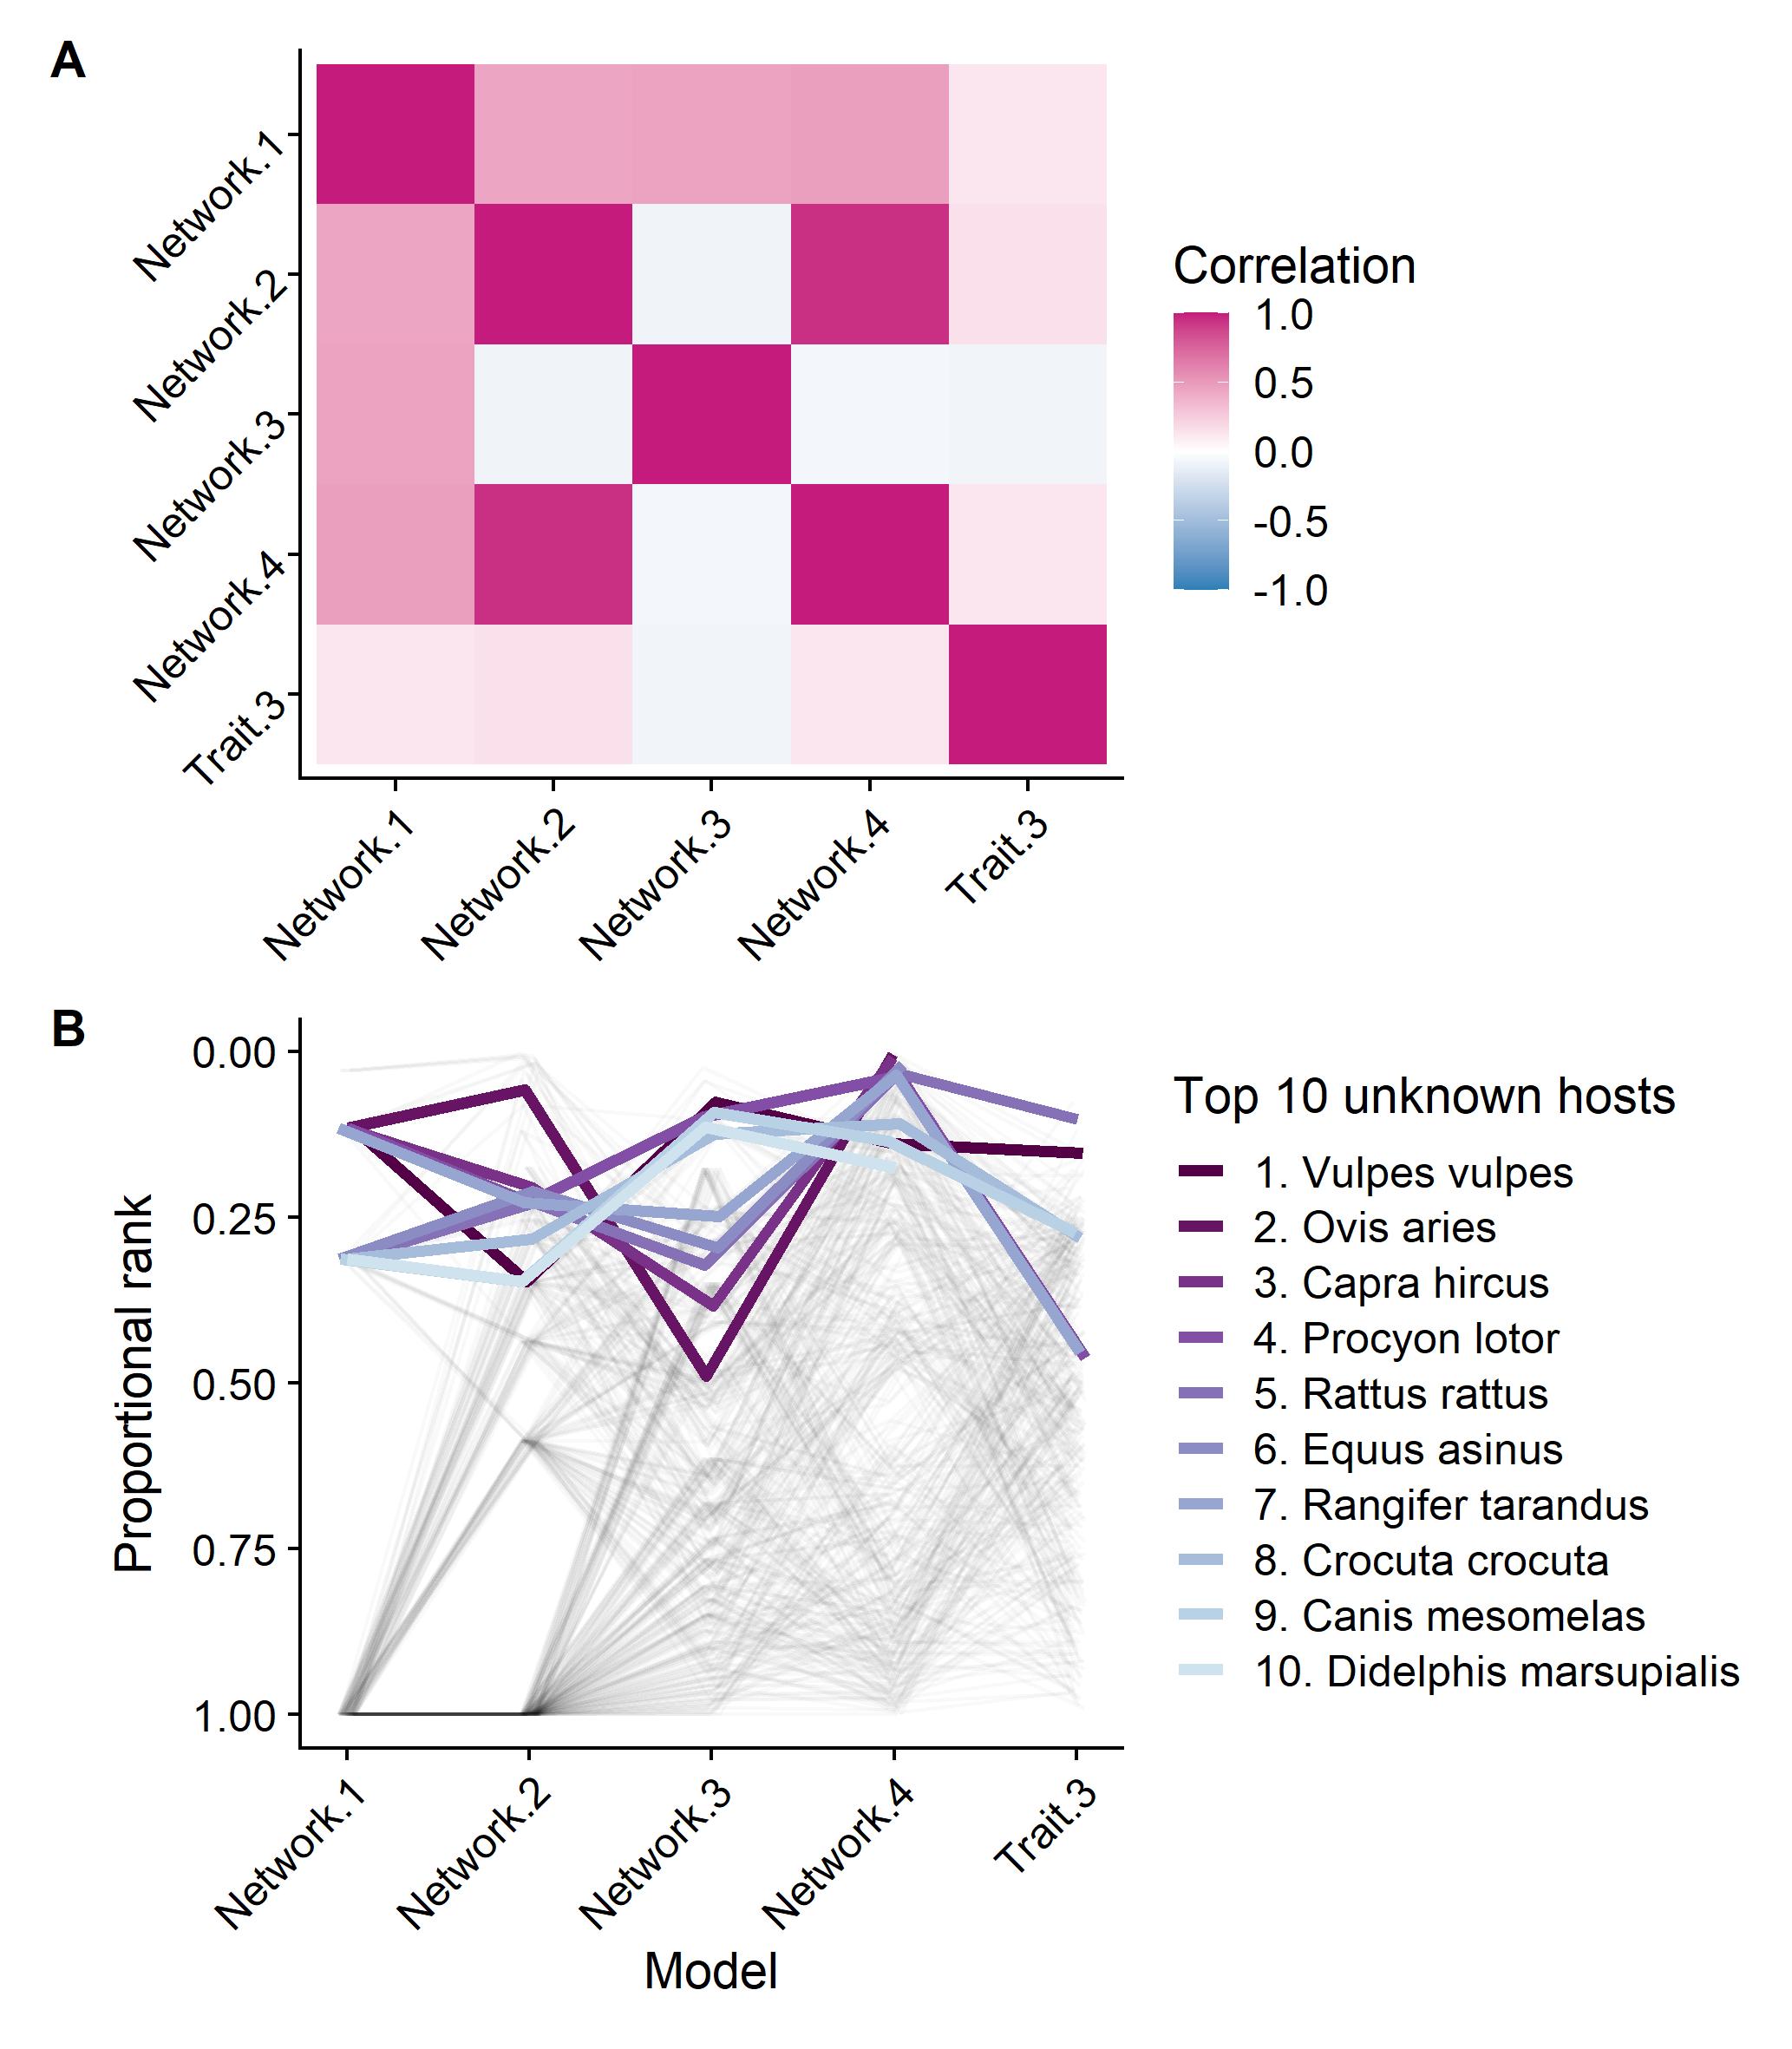 A
Network.1
Network.2
Network.3
Network.4
Trait.3
Network.1
Network.2
Network.3
Network.4
Trait.3
Correlation
1.0
0.5
0.0
-0.5
-1.0
B
Proportional rank
0.00
0.25
0.50
0.75
1.00
Network.1
Network.2
Network.3
Network.4
Trait.3
Model
Top 10 unknown hosts
1. Vulpes vulpes
2. Ovis aries
3. Capra hircus
4. Procyon lotor
5. Rattus rattus
6. Equus asinus
7. Rangifer tarandus
8. Crocuta crocuta
9. Canis mesomelas
10. Didelphis marsupialis